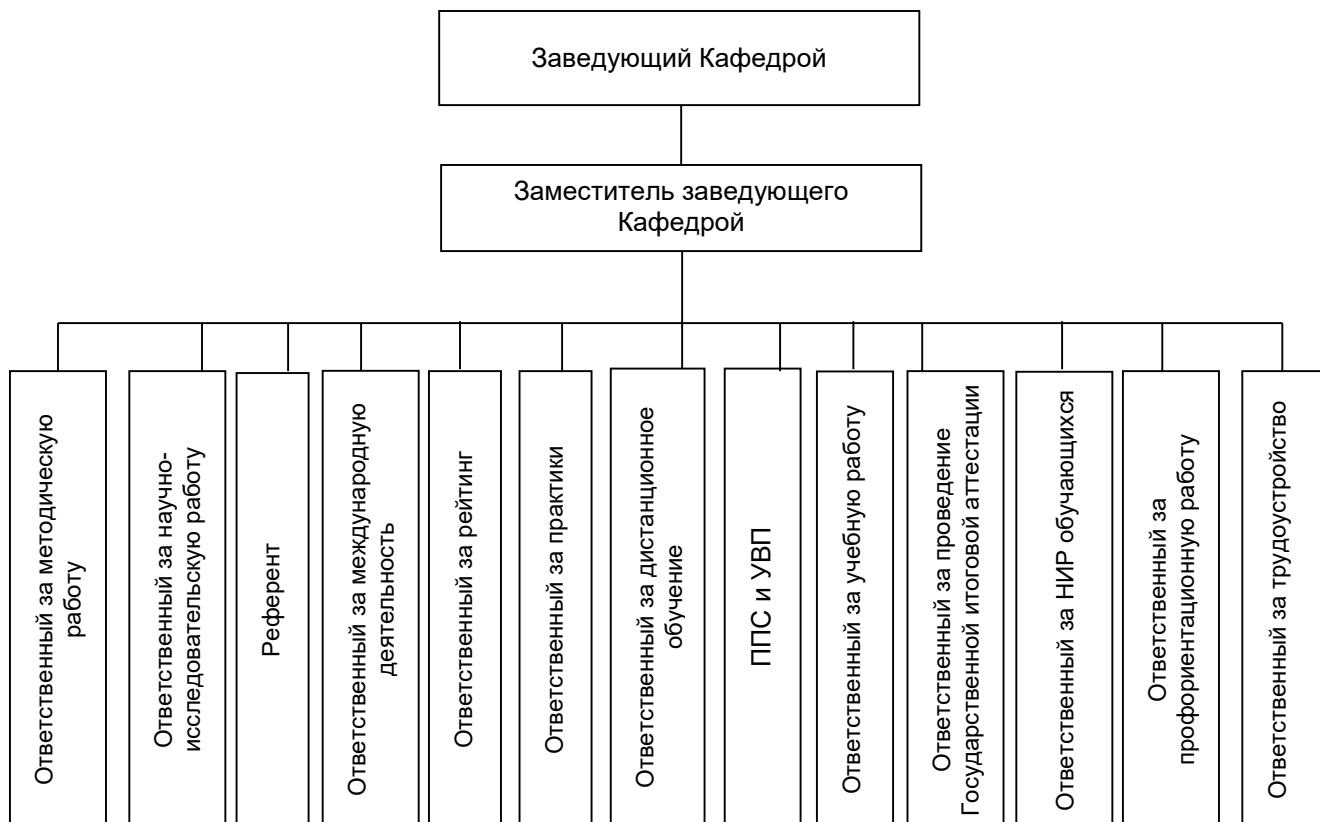 Заведующий Кафедрой
Заместитель заведующего
Кафедрой
Ответственный за методическую
работу
Ответственный за научно-
исследовательскую работу
Референт
Ответственный за международную
деятельность
Ответственный за рейтинг
Ответственный за практики
Ответственный за дистанционное
обучение
ППС и УВП
Ответственный за учебную работу
Ответственный за проведение
Государственной итоговой аттестации
Ответственный за НИР обучающихся
Ответственный за
профориентационную работу
Ответственный за трудоустройство